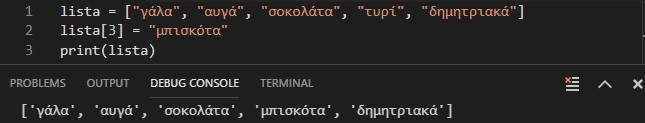 1 lista = ["γάλα", "αυγά", "σοκολάτα", "τυρί", "δημητριακά"]
2 lista[3] = "μπισκότα"
3 print(lista)
PROBLEMS OUTPUT DEBUG CONSOLE TERMINAL
['γάλα', 'αυγά', 'σοκολάτα', 'μπισκότα', 'δημητριακά']